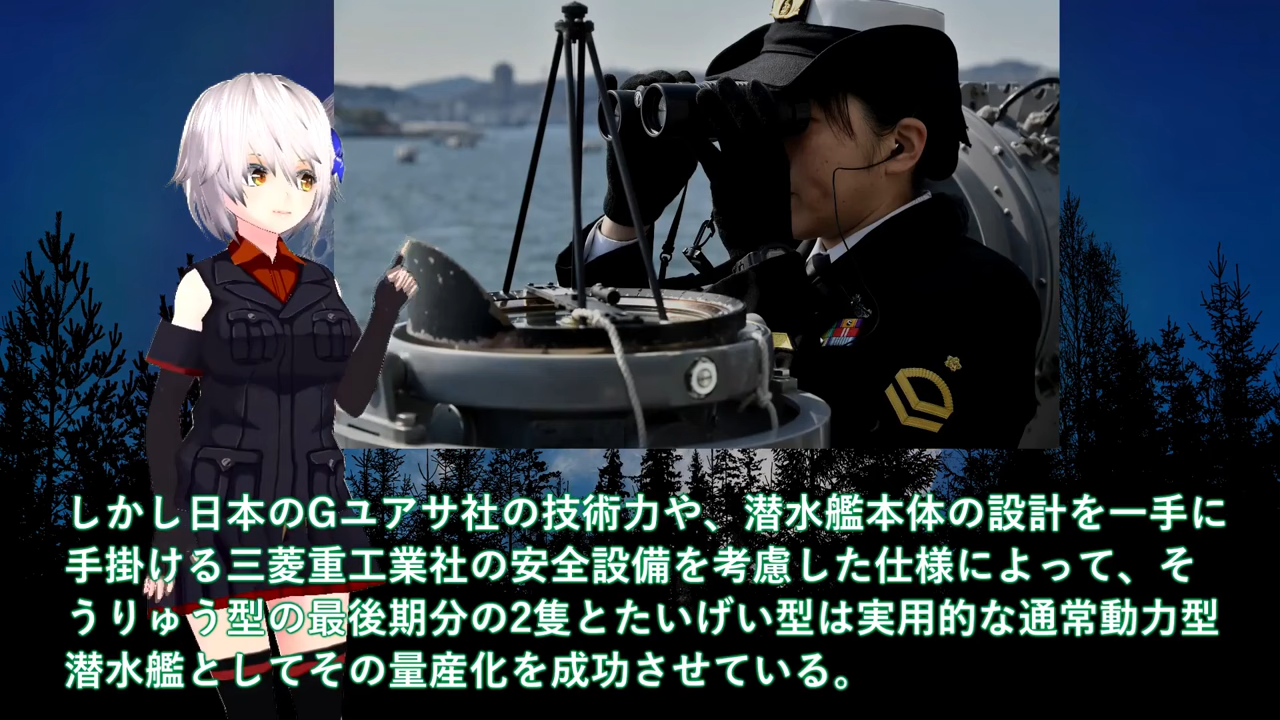 しかし日本のGユアサ社の技術力や、潜水艦本体の設計を一手に
手掛ける三菱重工業社の安全設備を考慮した仕様によって、そ
うりゅう型の最後期分の2隻とたいげい型は実用的な通常動力型
潜水艦としてその量産化を成功させている。